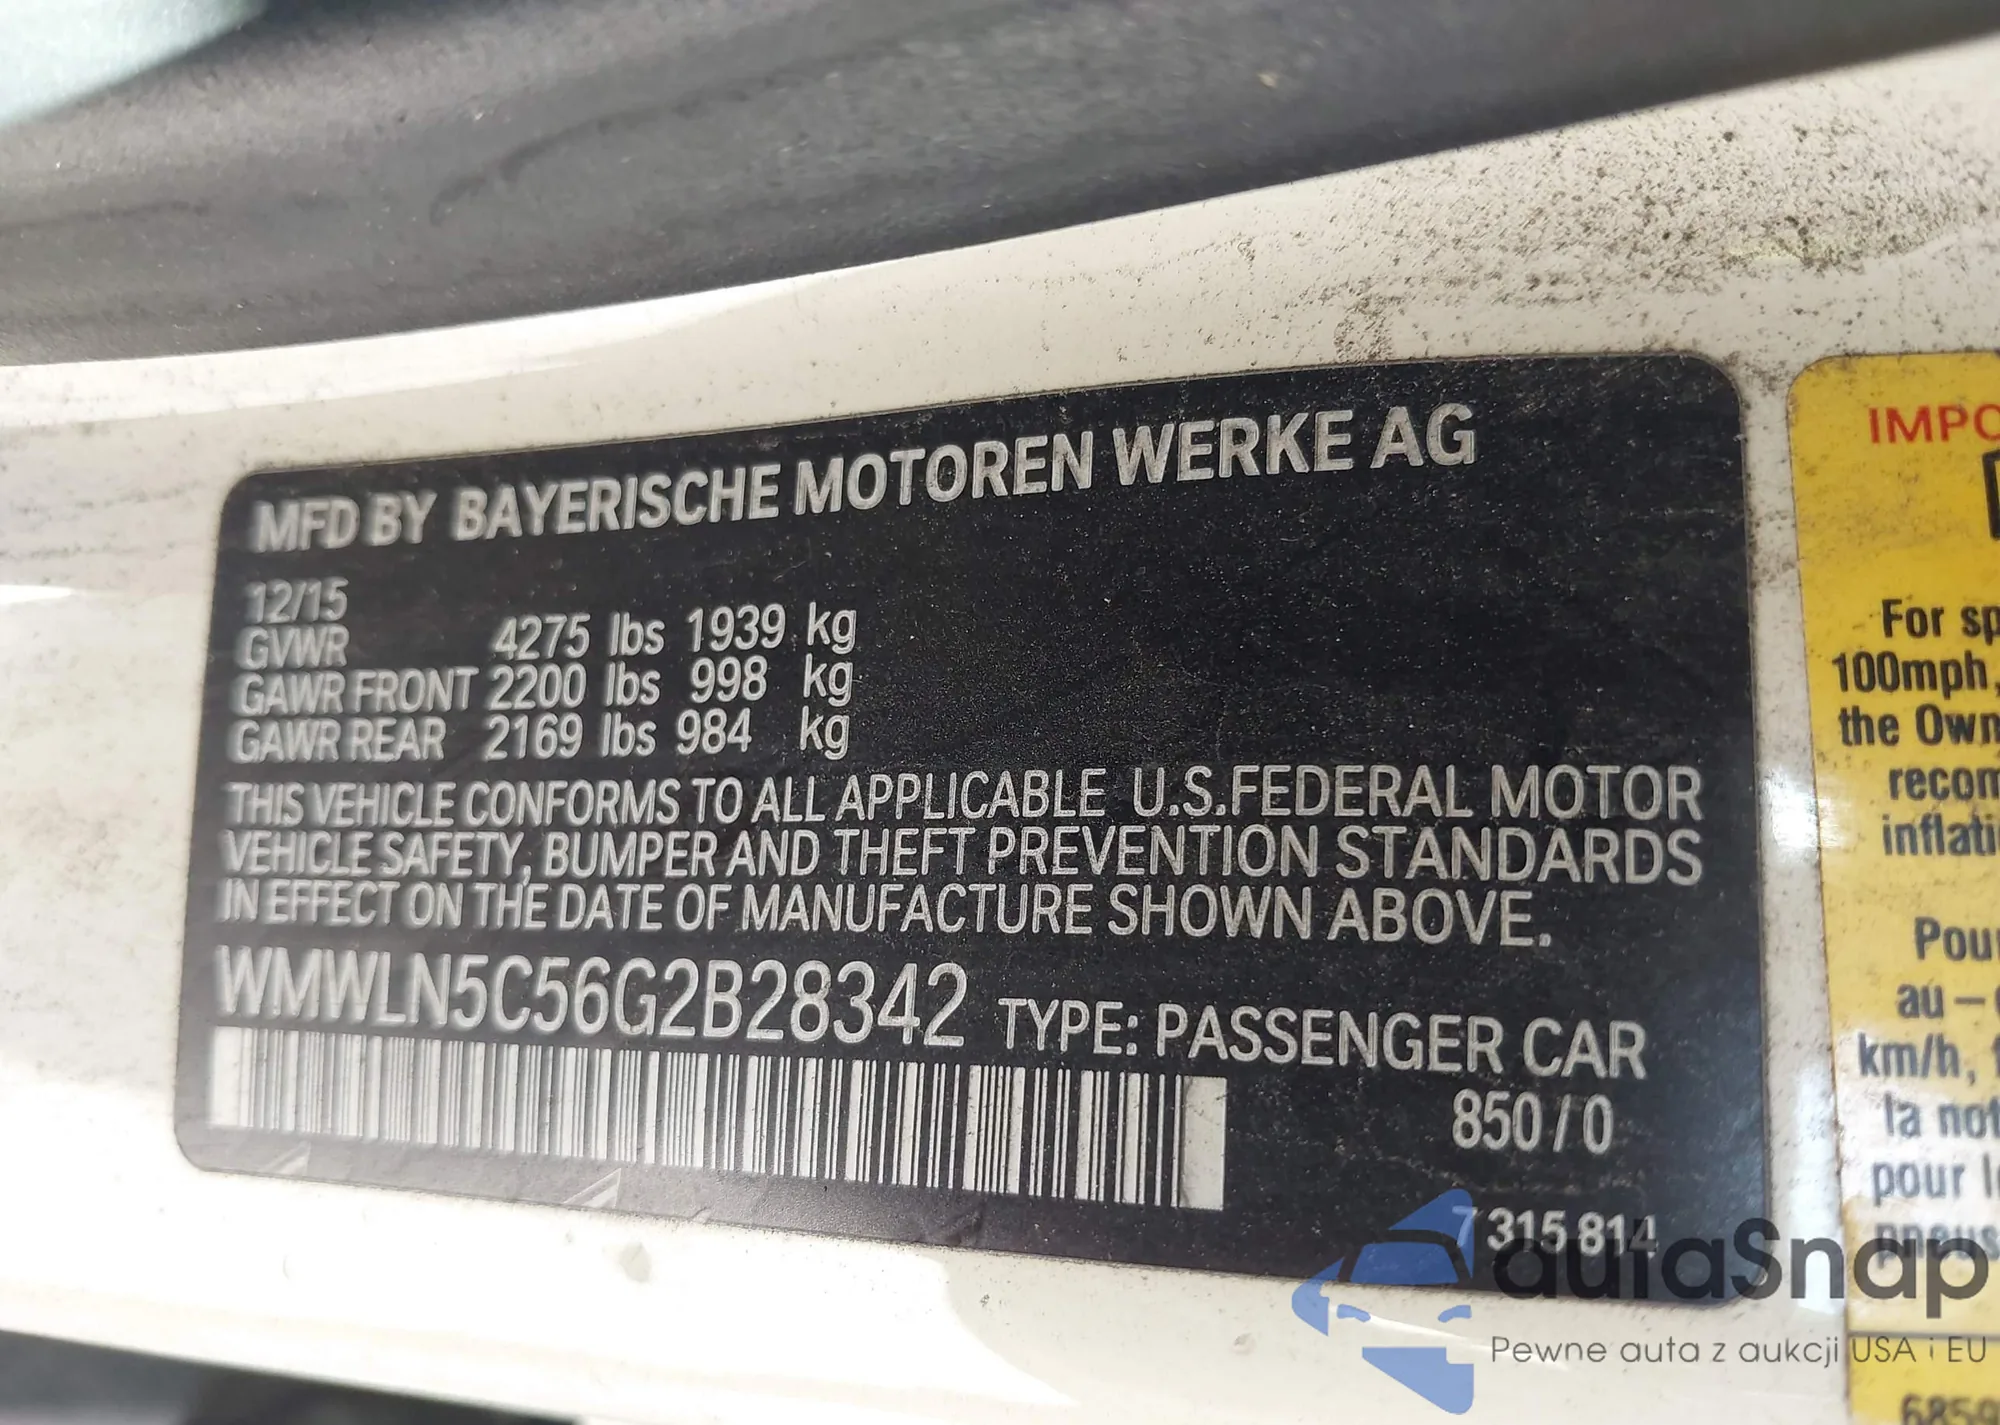 MFD BY BAYERISCHE MOTOREN WERKE AG
12/15
GVWR 4275 lbs 1939 kg
GAWR FRONT 2200 lbs 998 kg
GAWR REAR 2169 lbs 984 kg
THIS VEHICLE CONFORMS TO ALL APPLICABLE U.S.FEDERAL MOTOR
VEHICLE SAFETY, BUMPER AND THEFT PREVENTION STANDARDS
IN EFFECT ON THE DATE OF MANUFACTURE SHOWN ABOVE.
WMWLN5C56G2B28342 TYPE: PASSENGER CAR
850/0
7 315 814
IMPO
For sp
100mph,
the Own
recom
inflati
Pour
au –
km/h, f
la not
pour l
pneus
6859
autaSnap
Pewne auta z aukcji USA i EU